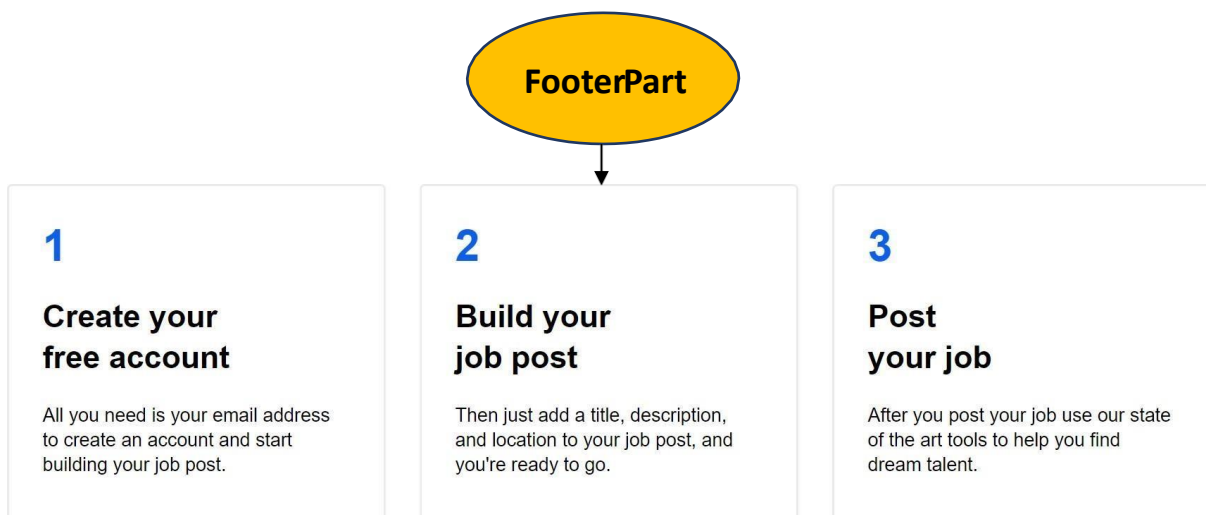 FooterPart
1
Create your
free account
All you need is your email address
to create an account and start
building your job post.
2
Build your
job post
Then just add a title, description,
and location to your job post, and
you're ready to go.
3
Post
your job
After you post your job use our state
of the art tools to help you find
dream talent.